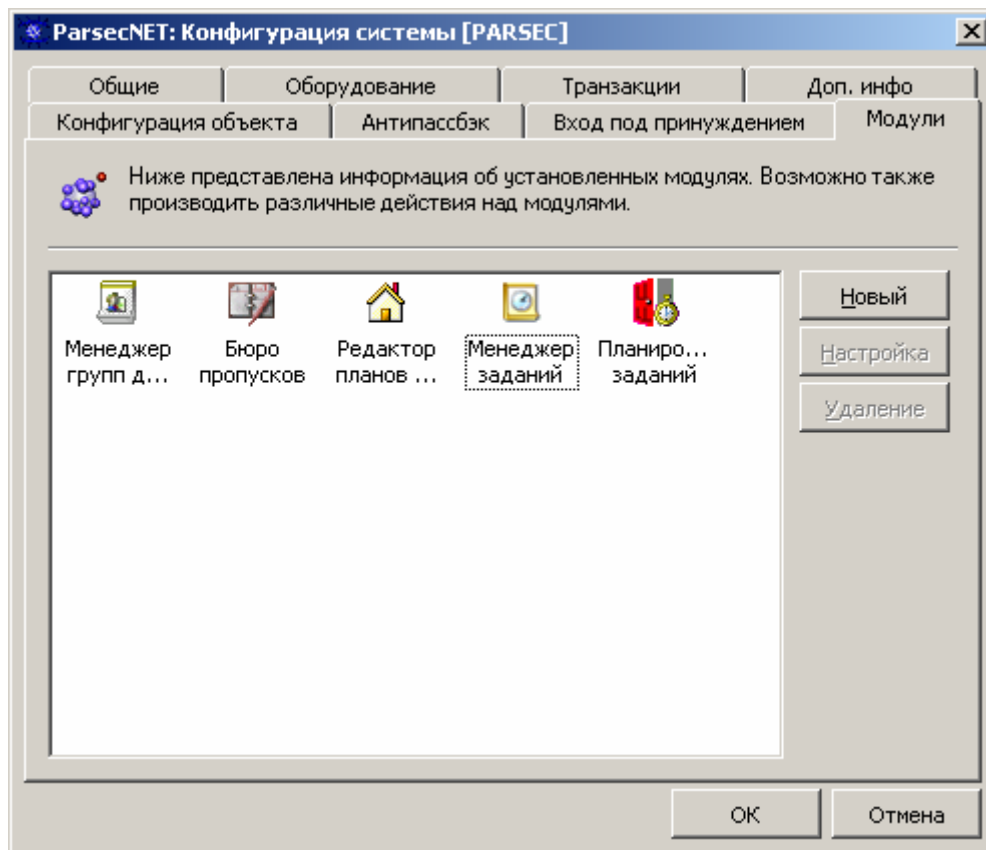 ParsecNET: Конфигурация системы [PARSEC]
Общие
Оборудование
Транзакции
Доп. инфо
Конфигурация объекта
Антипассбэк
Вход под принуждением
Модули
Ниже представлена информация об установленных модулях. Возможно также
производить различные действия над модулями.
Менеджер
групп д...
Бюро
пропусков
Редактор
планов ...
Менеджер
заданий
Планиро...
заданий
Новый
Настройка
Удаление
ОК
Отмена